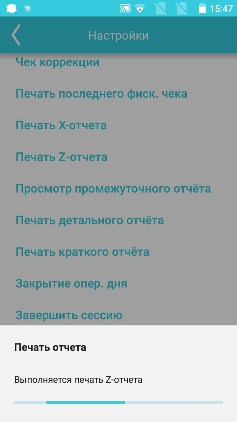 15:47
Настройки
Чек коррекции
Печать последнего фиск. чека
Печать X-отчета
Печать Z-отчета
Просмотр промежуточного отчёта
Печать детального отчёта
Печать краткого отчёта
Закрытие опер. дня
Завершить сессию
Печать отчета
Выполняется печать Z-отчета